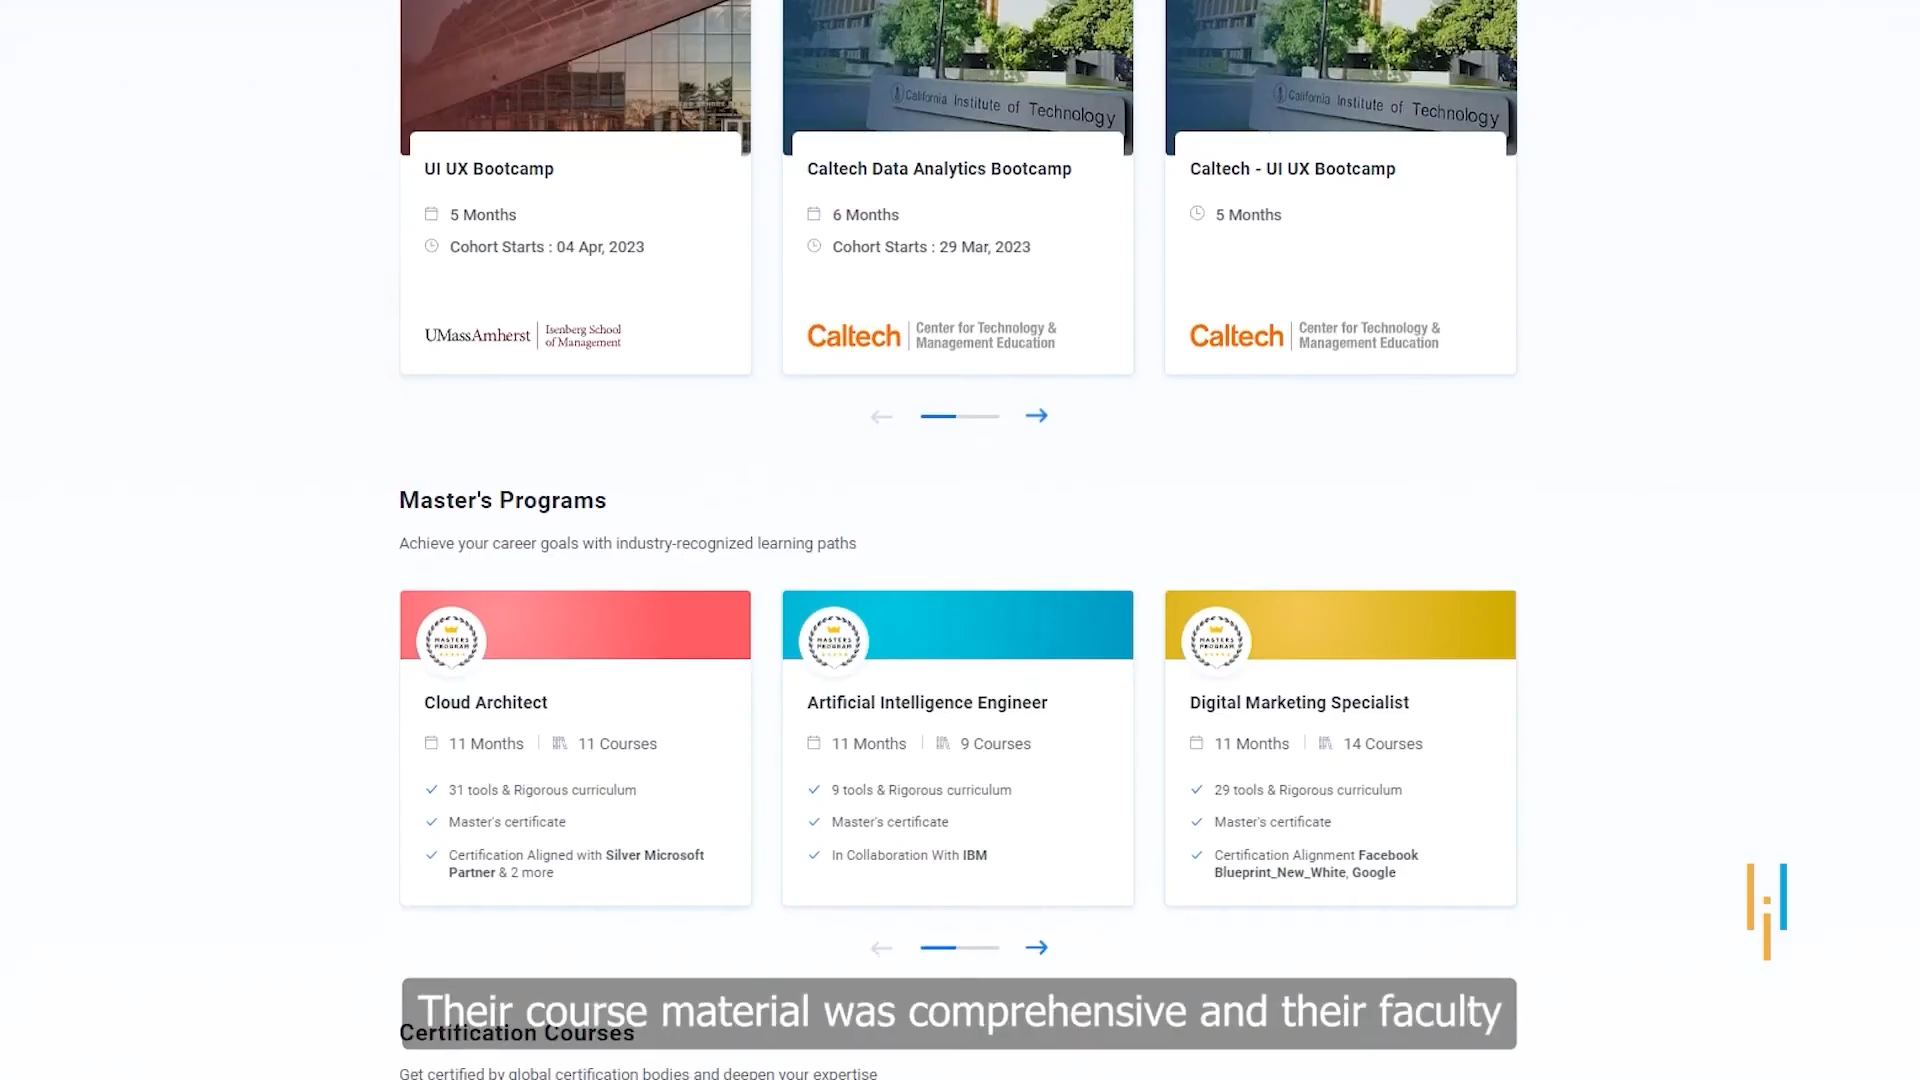 California Institute of Technology
California Institute of Technology
UI UX Bootcamp
5 Months
Cohort Starts : 04 Apr, 2023
UMassAmherst
Isenberg School
of Management
Caltech Data Analytics Bootcamp
6 Months
Cohort Starts : 29 Mar, 2023
Caltech
Center for Technology &
Management Education
Caltech - UI UX Bootcamp
5 Months
Caltech
Center for Technology &
Management Education
Master's Programs
Achieve your career goals with industry-recognized learning paths
MASTERS
PROGRAM
Cloud Architect
11 Months
11 Courses
31 tools & Rigorous curriculum
Master's certificate
Certification Aligned with Silver Microsoft
Partner & 2 more
MASTERS
PROGRAM
Artificial Intelligence Engineer
11 Months
9 Courses
9 tools & Rigorous curriculum
Master's certificate
In Collaboration With IBM
MASTERS
PROGRAM
Digital Marketing Specialist
11 Months
14 Courses
29 tools & Rigorous curriculum
Master's certificate
Certification Alignment Facebook
Blueprint_New_White, Google
Their course material was comprehensive and their faculty
Certification Courses
Get certified by global certification bodies and deepen your expertise